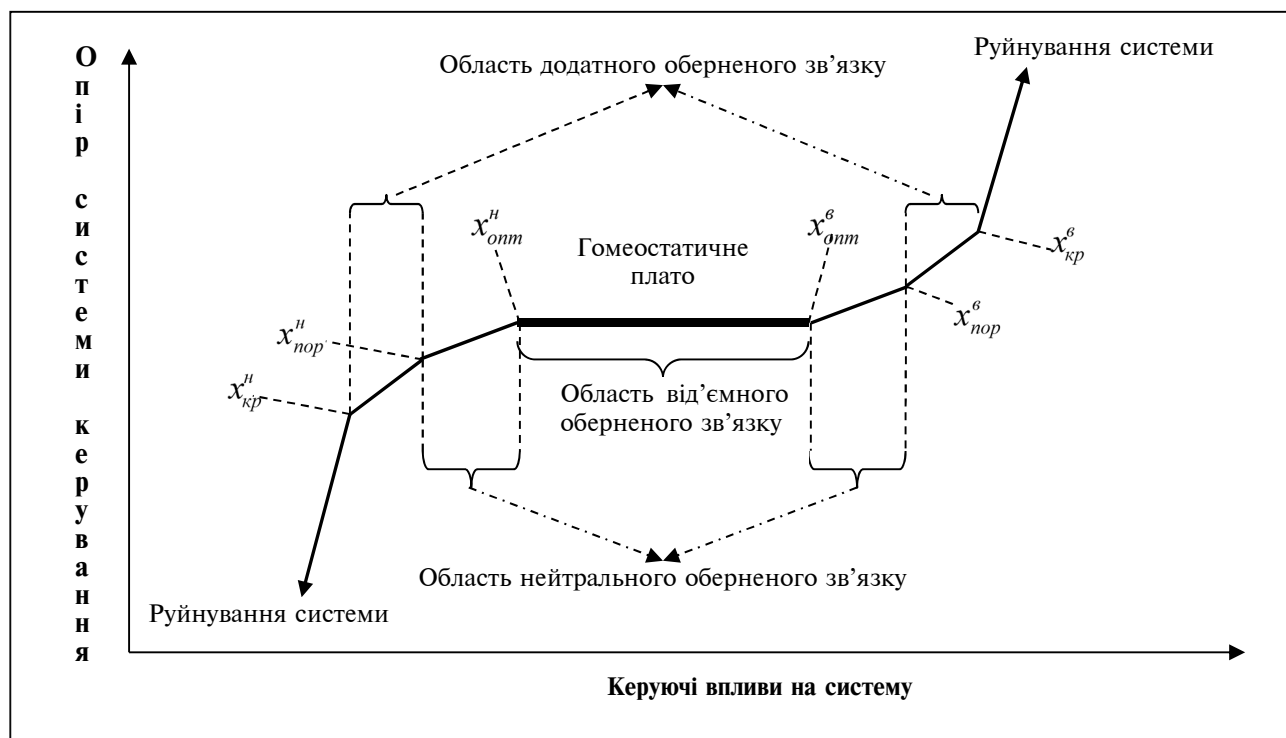 Опір системи керування
Руйнування системи
Область додатного оберненого зв’язку
x^н_опт
x^в_опт
Гомеостатичне
плато
x^в_кр
x^в_пор
x^н_пор
x^н_кр
Область від’ємного
оберненого зв’язку
Область нейтрального оберненого зв’язку
Руйнування системи
Керуючі впливи на систему